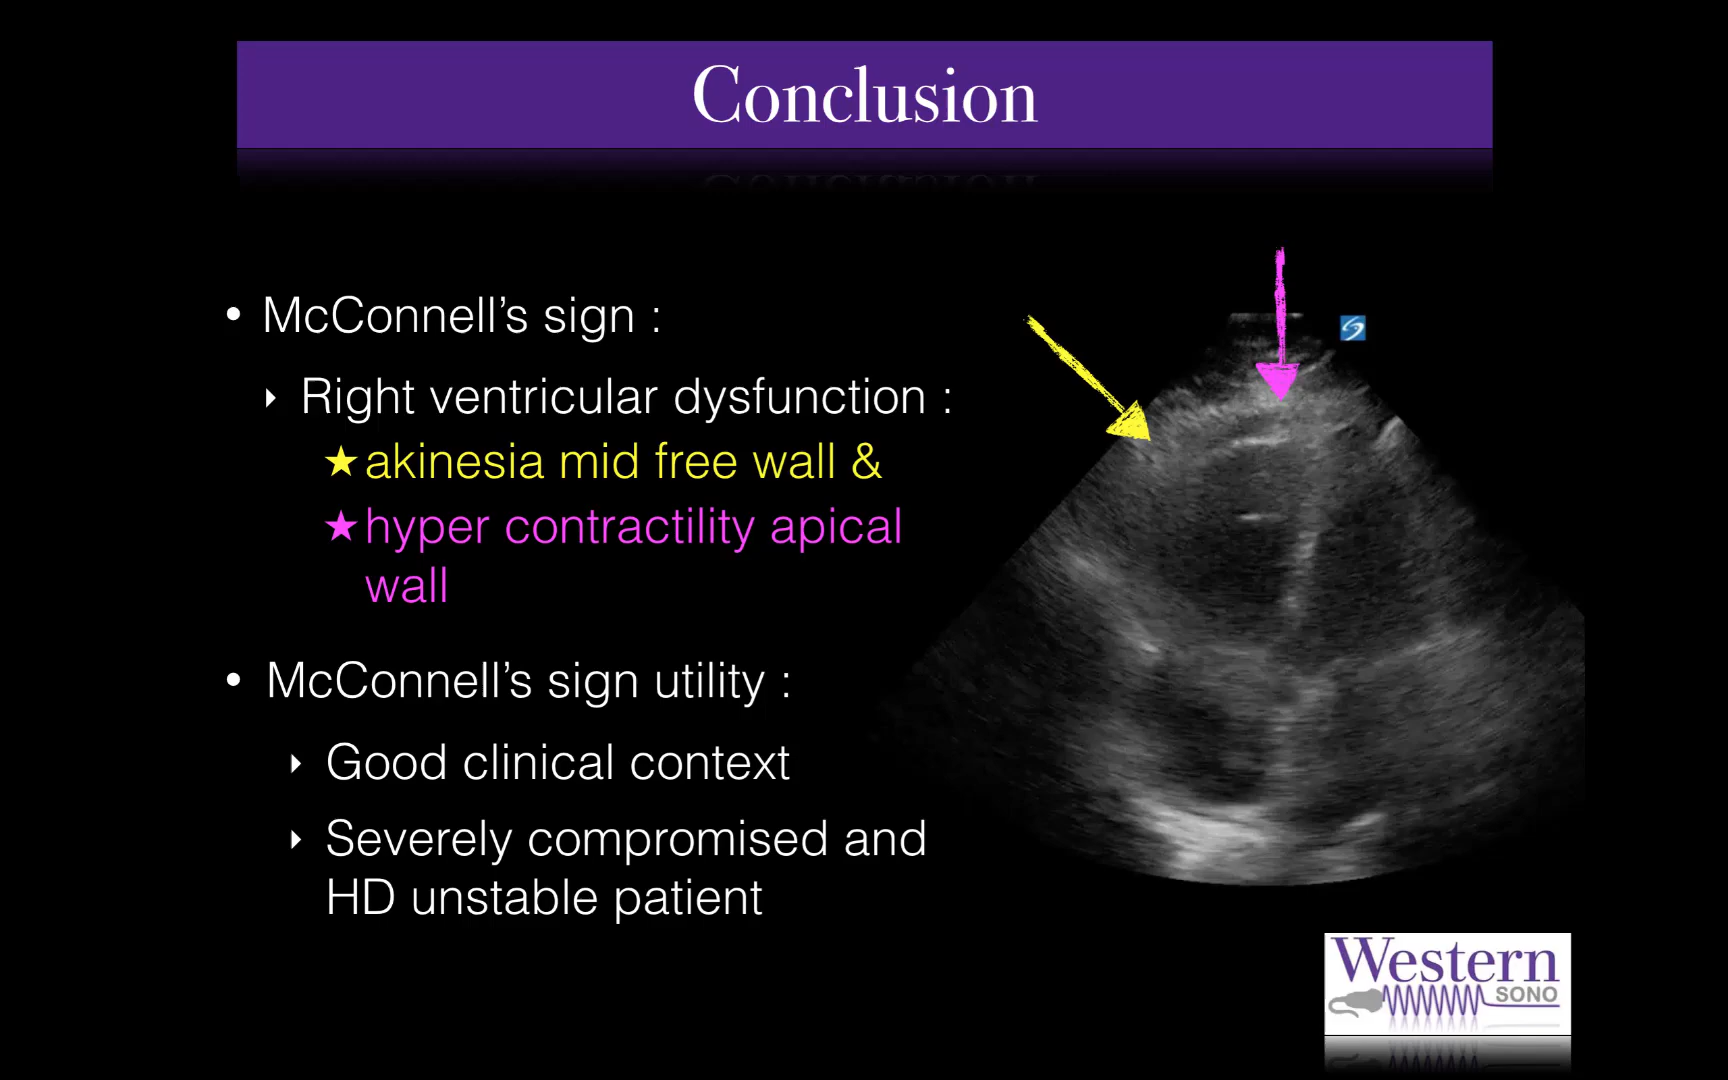 Conclusion
• McConnell's sign :
‣ Right ventricular dysfunction :
★ akinesia mid free wall &
★ hyper contractility apical
wall
• McConnell's sign utility :
‣ Good clinical context
‣ Severely compromised and
HD unstable patient
Western
SONO